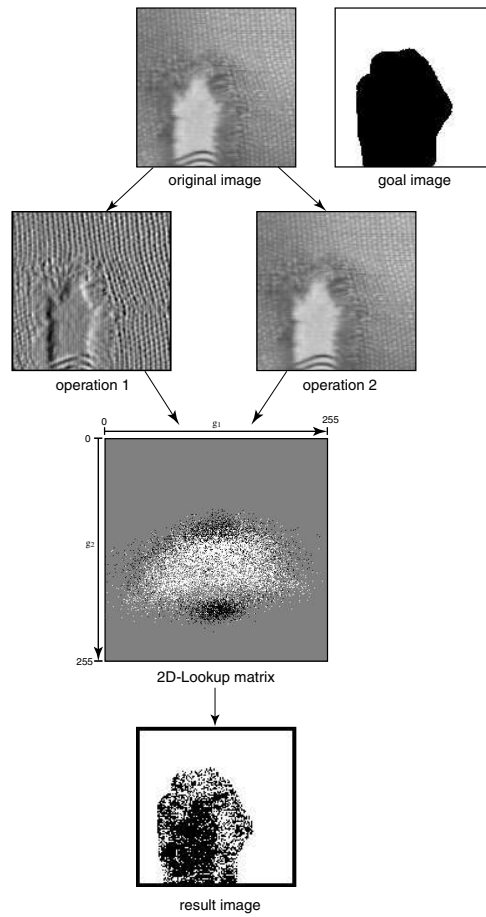 original image
goal image
operation 1
operation 2
0
g1
255
0
g2
255
2D-Lookup matrix
result image